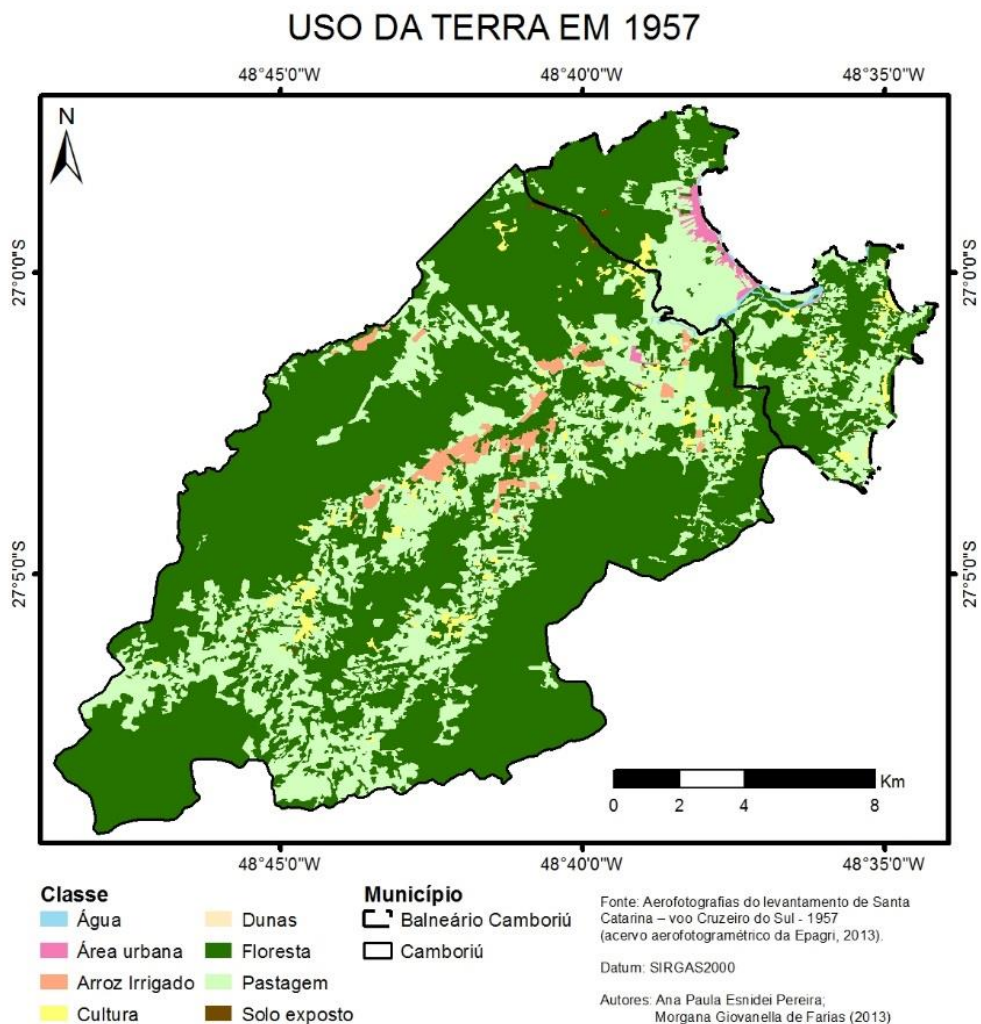 USO DA TERRA EM 1957
48°45'0"W 48°40'0"W 48°35'0"W
N
27°0'0"S 27°0'0"S
27°5'0"S 27°5'0"S
Km
0 2 4 8
48°45'0"W 48°40'0"W 48°35'0"W
Classe
Água
Área urbana
Arroz Irrigado
Cultura
Dunas
Floresta
Pastagem
Solo exposto
Município
Balneário Camboriú
Camboriú
Fonte: Aerofotografias do levantamento de Santa
Catarina – voo Cruzeiro do Sul - 1957
(acervo aerofotogramétrico da Epagri, 2013).
Datum: SIRGAS2000
Autores: Ana Paula Esnidei Pereira;
Morgana Giovanella de Farias (2013)